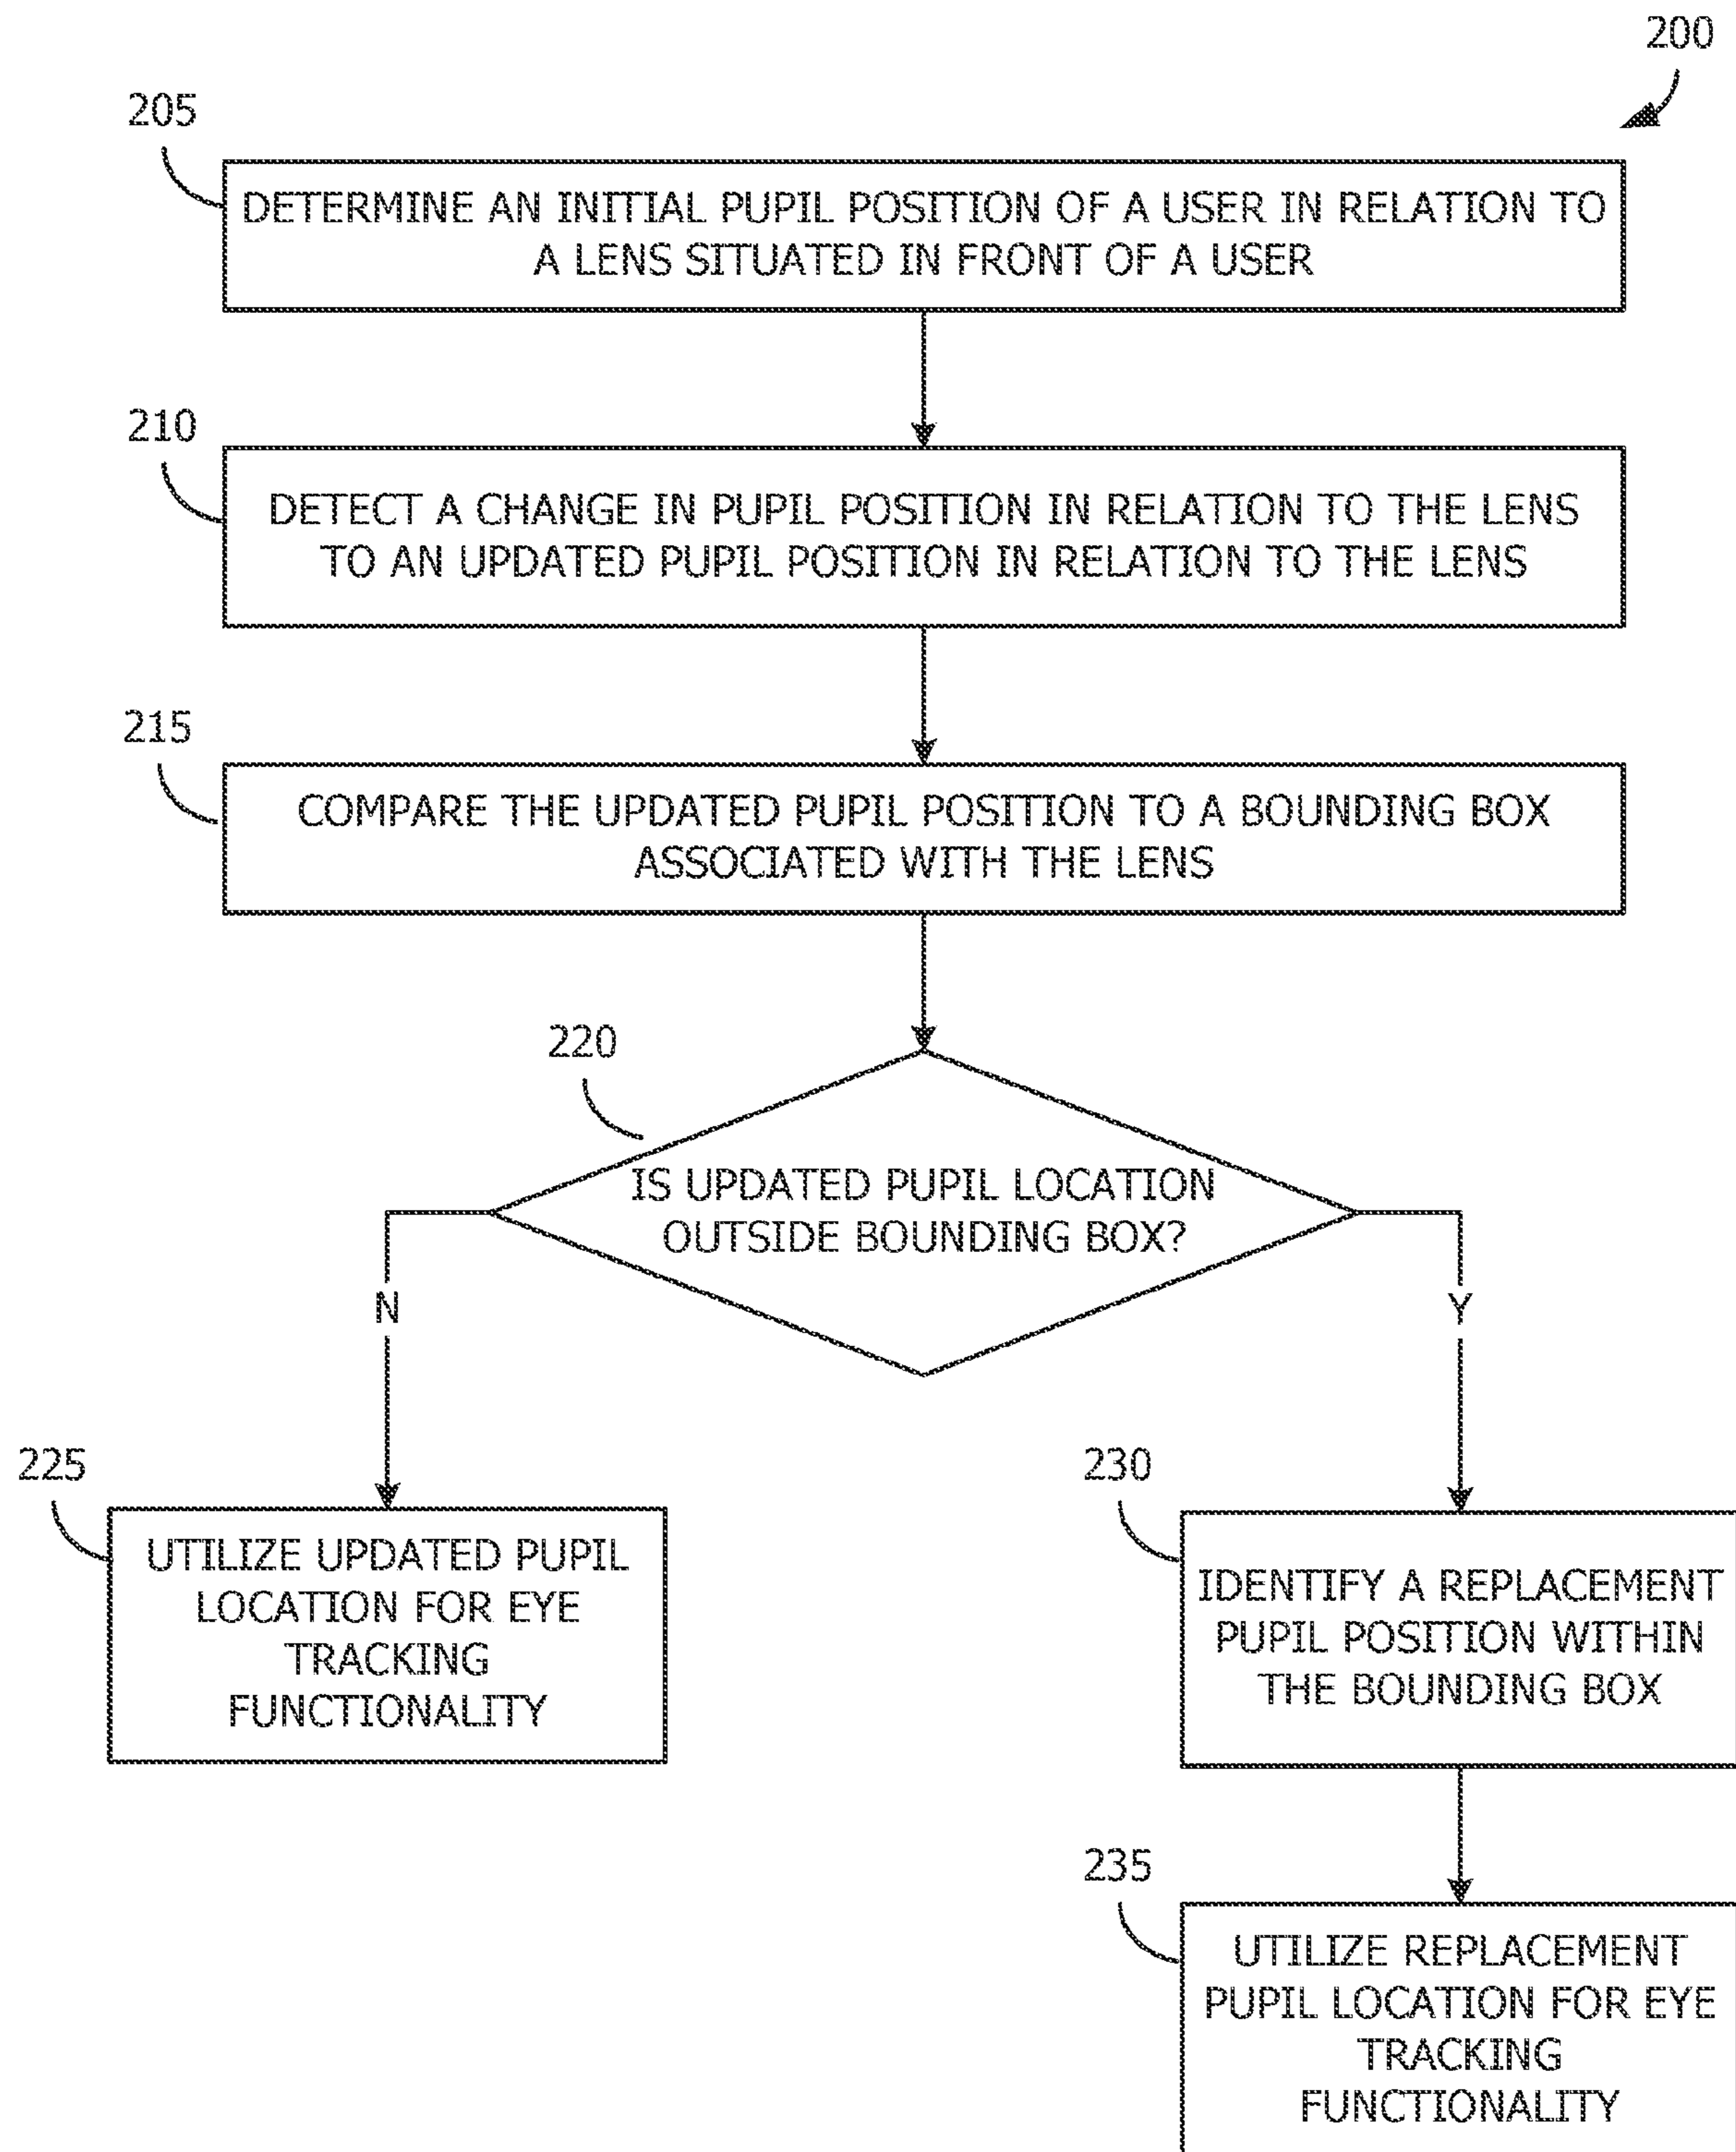 200
205
DETERMINE AN INITIAL PUPIL POSITION OF A USER IN RELATION TO
A LENS SITUATED IN FRONT OF A USER
210
DETECT A CHANGE IN PUPIL POSITION IN RELATION TO THE LENS
TO AN UPDATED PUPIL POSITION IN RELATION TO THE LENS
215
COMPARE THE UPDATED PUPIL POSITION TO A BOUNDING BOX
ASSOCIATED WITH THE LENS
220
IS UPDATED PUPIL LOCATION
OUTSIDE BOUNDING BOX?
N
Y
225
UTILIZE UPDATED PUPIL
LOCATION FOR EYE
TRACKING
FUNCTIONALITY
230
IDENTIFY A REPLACEMENT
PUPIL POSITION WITHIN
THE BOUNDING BOX
235
UTILIZE REPLACEMENT
PUPIL LOCATION FOR EYE
TRACKING
FUNCTIONALITY